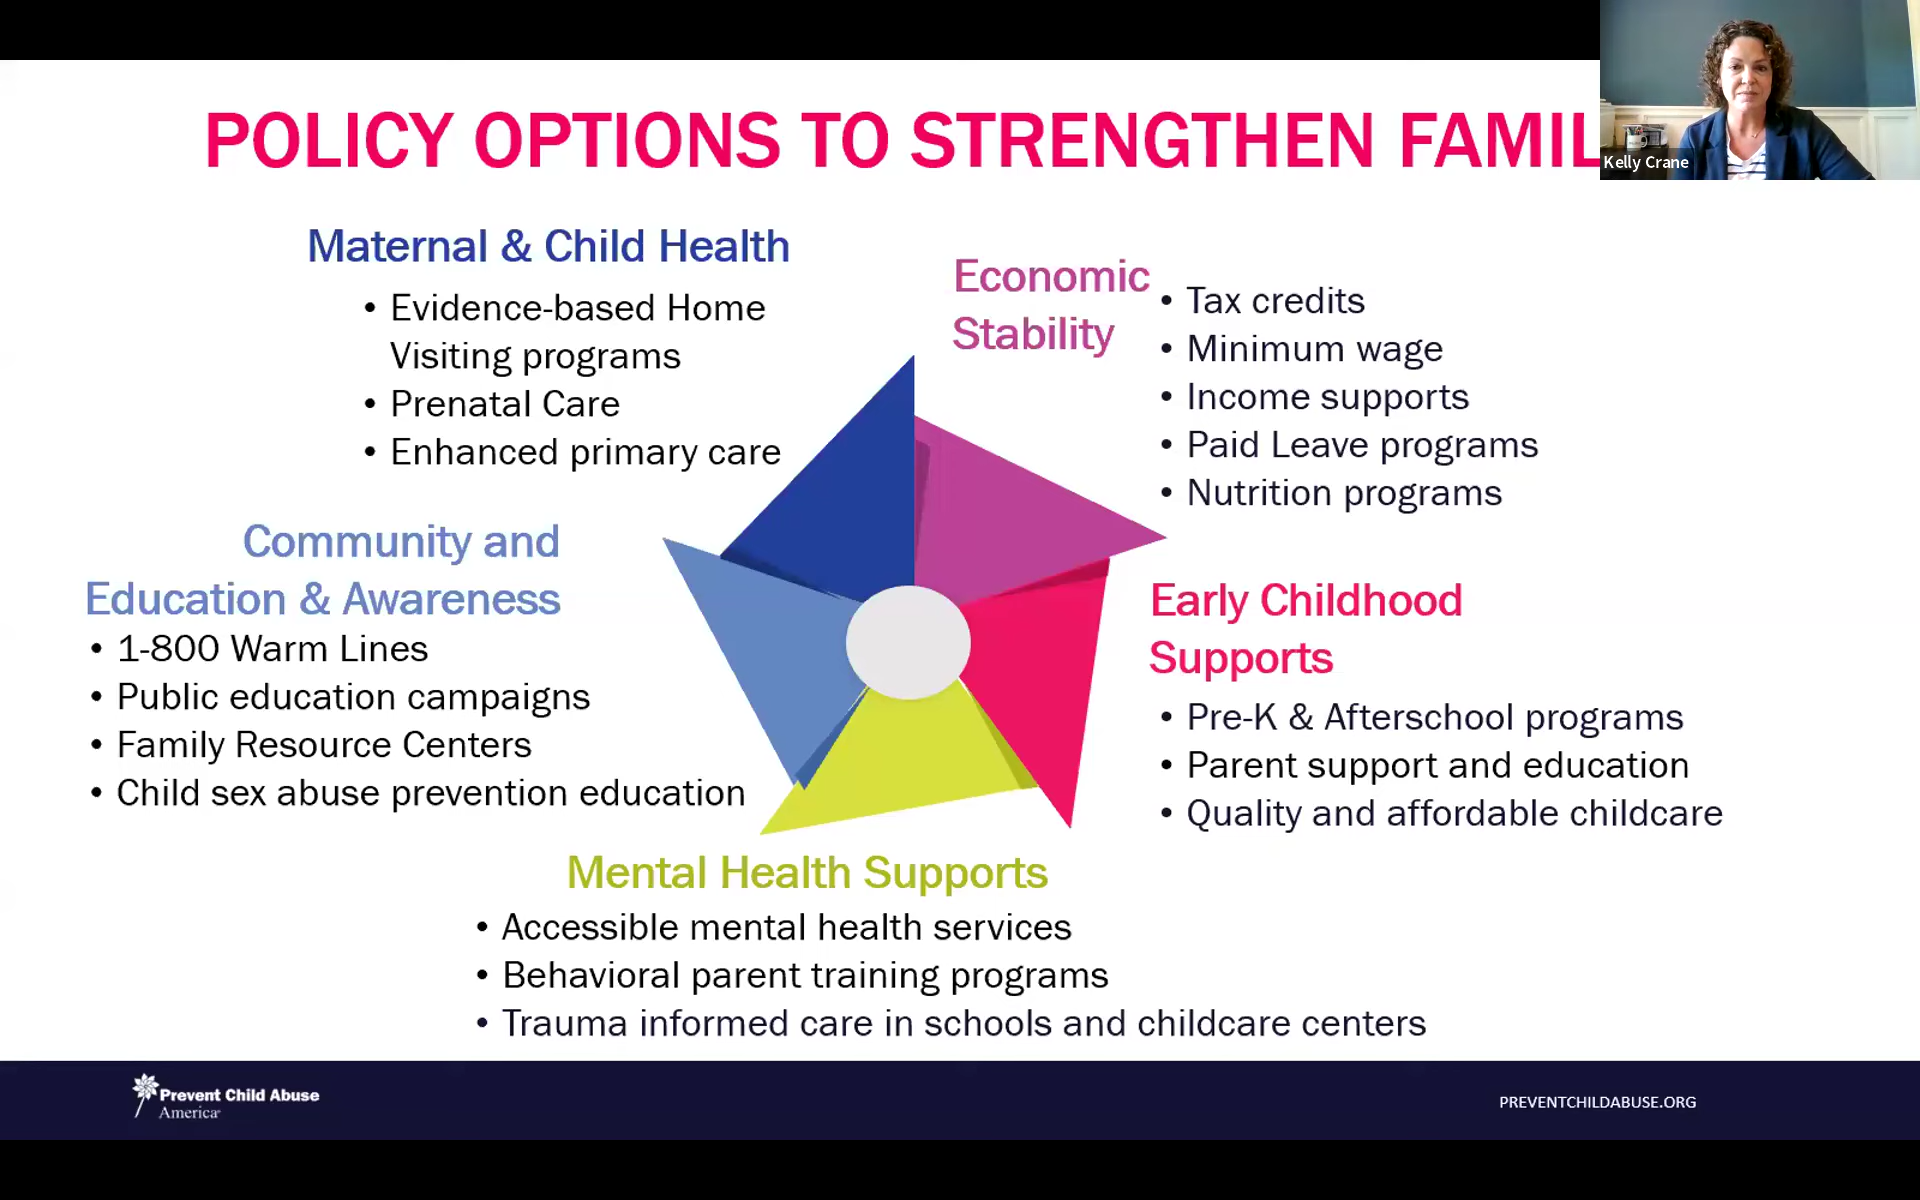 POLICY OPTIONS TO STRENGTHEN FAMIL
Kelly Crane
Maternal & Child Health
• Evidence-based Home
Visiting programs
• Prenatal Care
• Enhanced primary care
Economic
Stability
• Tax credits
• Minimum wage
• Income supports
• Paid Leave programs
• Nutrition programs
Community and
Education & Awareness
• 1-800 Warm Lines
• Public education campaigns
• Family Resource Centers
• Child sex abuse prevention education
Early Childhood
Supports
• Pre-K & Afterschool programs
• Parent support and education
• Quality and affordable childcare
Mental Health Supports
• Accessible mental health services
• Behavioral parent training programs
• Trauma informed care in schools and childcare centers
Prevent Child Abuse
America
PREVENTCHILDABUSE.ORG